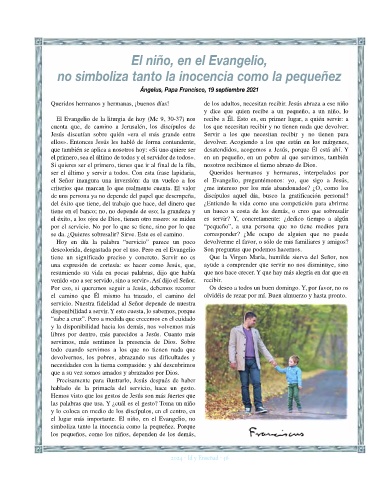 El niño, en el Evangelio,
no simboliza tanto la inocencia como la pequeñez
Ángelus, Papa Francisco, 19 septiembre 2021
Queridos hermanos y hermanas, ¡buenos días!
El Evangelio de la liturgia de hoy (Mc 9, 30-37) nos
cuenta que, de camino a Jerusalén, los discípulos de
Jesús discutían sobre quién «era el más grande entre
ellos». Entonces Jesús les habló de forma contundente,
que también se aplica a nosotros hoy: «Si uno quiere ser
el primero, sea el último de todos y el servidor de todos».
Si quieres ser el primero, tienes que ir al final de la fila,
ser el último y servir a todos. Con esta frase lapidaria,
el Señor inaugura una inversión: da un vuelco a los
criterios que marcan lo que realmente cuenta. El valor
de una persona ya no depende del papel que desempeña,
del éxito que tiene, del trabajo que hace, del dinero que
tiene en el banco; no, no depende de eso; la grandeza y
el éxito, a los ojos de Dios, tienen otro rasero: se miden
por el servicio. No por lo que se tiene, sino por lo que
se da. ¿Quieres sobresalir? Sirve. Este es el camino.
Hoy en día la palabra “servicio” parece un poco
descolorida, desgastada por el uso. Pero en el Evangelio
tiene un significado preciso y concreto. Servir no es
una expresión de cortesía: es hacer como Jesús, que,
resumiendo su vida en pocas palabras, dijo que había
venido «no a ser servido, sino a servir». Así dijo el Señor.
Por eso, si queremos seguir a Jesús, debemos recorrer
el camino que Él mismo ha trazado, el camino del
servicio. Nuestra fidelidad al Señor depende de nuestra
disponibilidad a servir. Y esto cuesta, lo sabemos, porque
“sabe a cruz”. Pero a medida que crecemos en el cuidado
y la disponibilidad hacia los demás, nos volvemos más
libres por dentro, más parecidos a Jesús. Cuanto más
servimos, más sentimos la presencia de Dios. Sobre
todo cuando servimos a los que no tienen nada que
devolvernos, los pobres, abrazando sus dificultades y
necesidades con la tierna compasión: y ahí descubrimos
que a su vez somos amados y abrazados por Dios.
Precisamente para ilustrarlo, Jesús después de haber
hablado de la primacía del servicio, hace un gesto.
Hemos visto que los gestos de Jesús son más fuertes que
las palabras que usa. Y ¿cuál es el gesto? Toma un niño
y lo coloca en medio de los discípulos, en el centro, en
el lugar más importante. El niño, en el Evangelio, no
simboliza tanto la inocencia como la pequeñez. Porque
los pequeños, como los niños, dependen de los demás,
de los adultos, necesitan recibir. Jesús abraza a ese niño
y dice que quien recibe a un pequeño, a un niño, lo
recibe a Él. Esto es, en primer lugar, a quién servir: a
los que necesitan recibir y no tienen nada que devolver.
Servir a los que necesitan recibir y no tienen para
devolver. Acogiendo a los que están en los márgenes,
desatendidos, acogemos a Jesús, porque Él está ahí. Y
en un pequeño, en un pobre al que servimos, también
nosotros recibimos el tierno abrazo de Dios.
Queridos hermanos y hermanas, interpelados por
el Evangelio, preguntémonos: yo, que sigo a Jesús,
¿me intereso por los más abandonados? ¿O, como los
discípulos aquel día, busco la gratificación personal?
¿Entiendo la vida como una competición para abrirme
un hueco a costa de los demás, o creo que sobresalir
es servir? Y, concretamente: ¿dedico tiempo a algún
“pequeño”, a una persona que no tiene medios para
corresponder? ¿Me ocupo de alguien que no puede
devolverme el favor, o sólo de mis familiares y amigos?
Son preguntas que podemos hacernos.
Que la Virgen María, humilde sierva del Señor, nos
ayude a comprender que servir no nos disminuye, sino
que nos hace crecer. Y que hay más alegría en dar que en
recibir.
Os deseo a todos un buen domingo. Y, por favor, no os
olvidéis de rezar por mí. Buen almuerzo y hasta pronto.
Franciscus